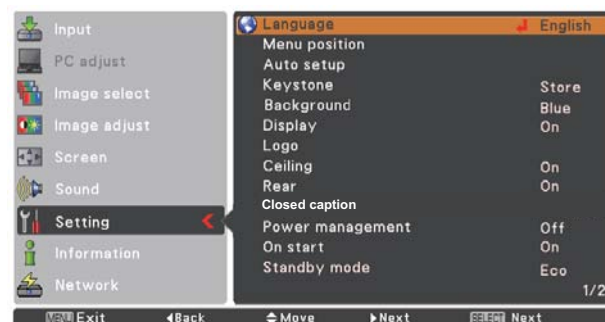 Input
PC adjust
Image select
Image adjust
Screen
Sound
Setting
Information
Network
Language English
Menu position
Auto setup
Keystone Store
Background Blue
Display On
Logo
Ceiling On
Rear On
Closed caption
Power management Off
On start On
Standby mode Eco
1/2
MENU Exit ◀Back ◆Move ▶Next SELECT Next